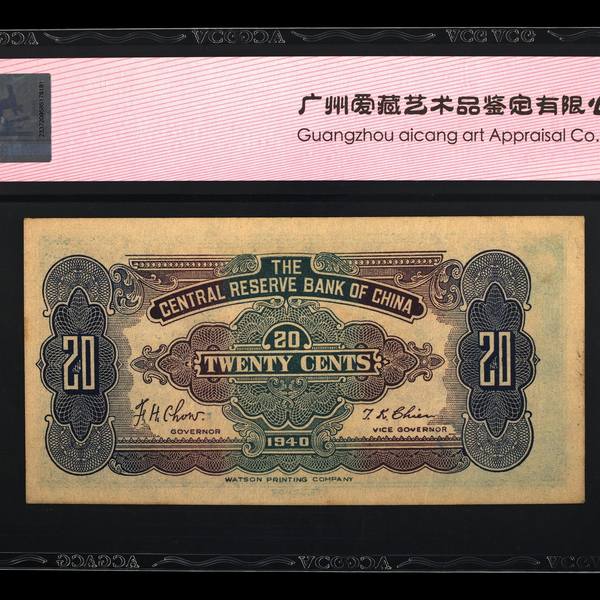 广州爱藏艺术品鉴定有限公
Guangzhou aicang art Appraisal Co.
THE
CENTRAL RESERVE BANK OF CHINA
20
20
20
TWENTY CENTS
F. H. Chow.
GOVERNOR
T. K. Chien
VICE GOVERNOR
1940
WATSON PRINTING COMPANY